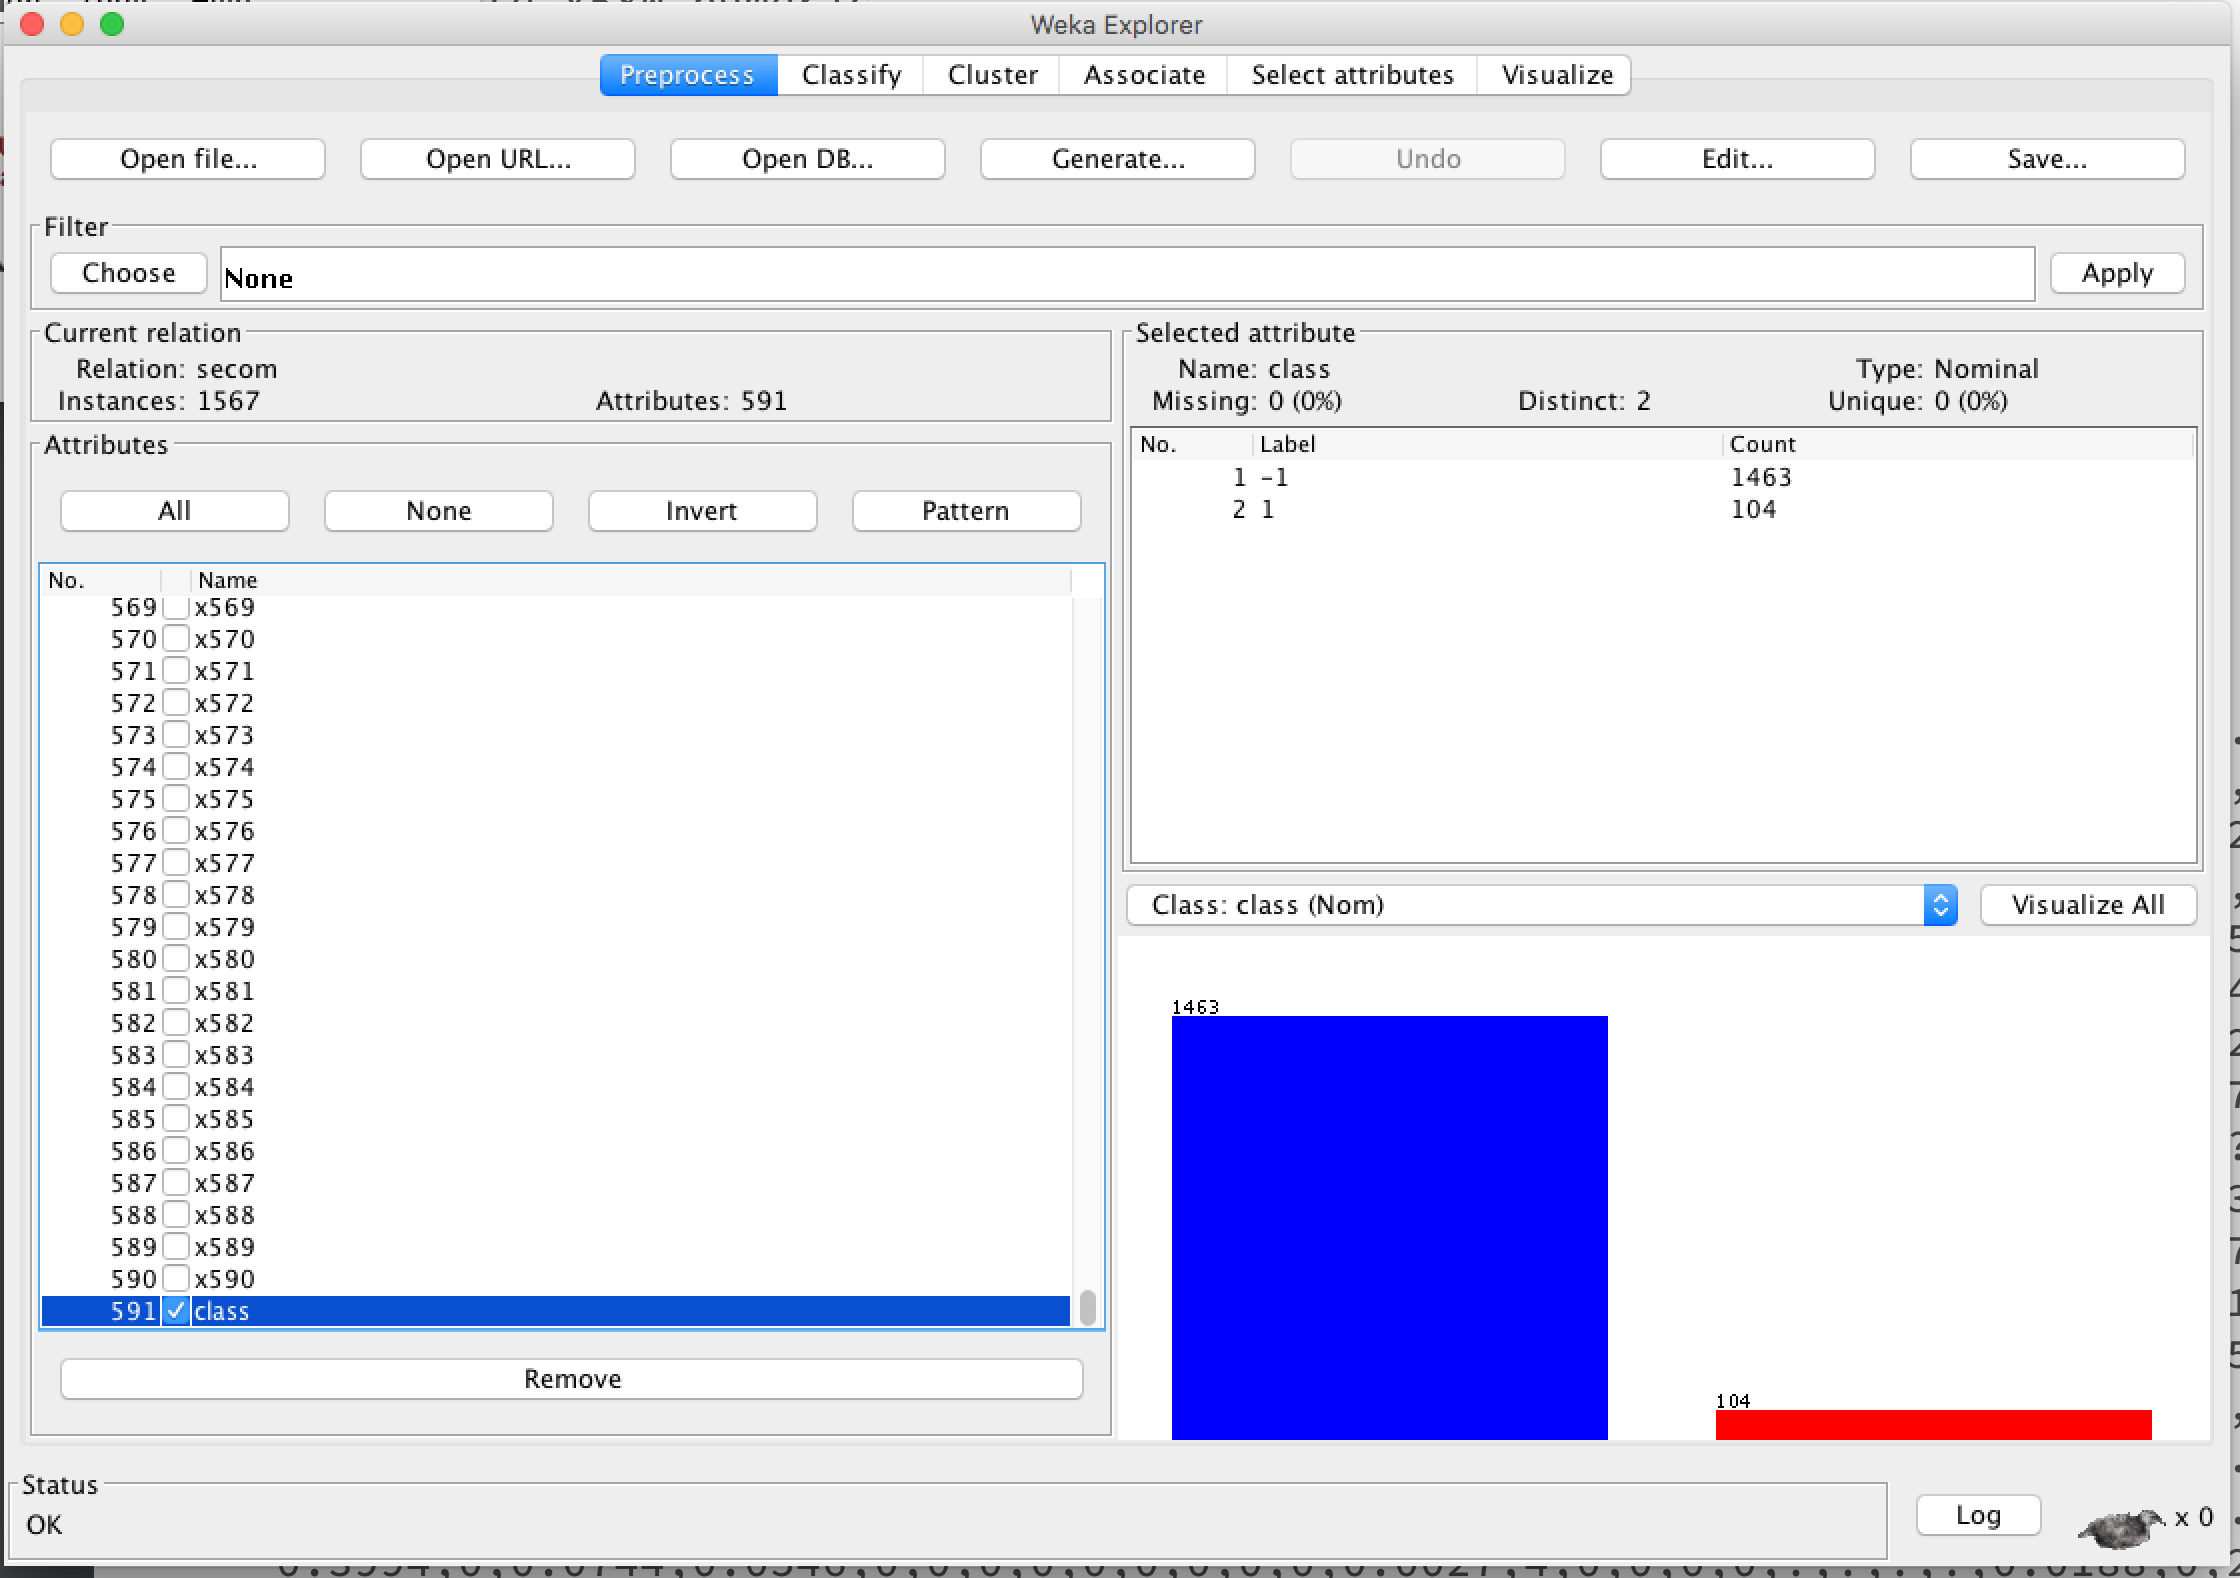 Weka Explorer
Preprocess Classify Cluster Associate Select attributes Visualize
Open file... Open URL... Open DB... Generate... Undo Edit... Save...
Filter
Choose None Apply
Current relation
Relation: secom
Instances: 1567 Attributes: 591
Attributes
All None Invert Pattern
No. Name
569 x569
570 x570
571 x571
572 x572
573 x573
574 x574
575 x575
576 x576
577 x577
578 x578
579 x579
580 x580
581 x581
582 x582
583 x583
584 x584
585 x585
586 x586
587 x587
588 x588
589 x589
590 x590
591 class
Remove
Selected attribute
Name: class Type: Nominal
Missing: 0 (0%) Distinct: 2 Unique: 0 (0%)
No. Label Count
1 -1 1463
2 1 104
Class: class (Nom) Visualize All
1463
104
Status
OK
Log x 0